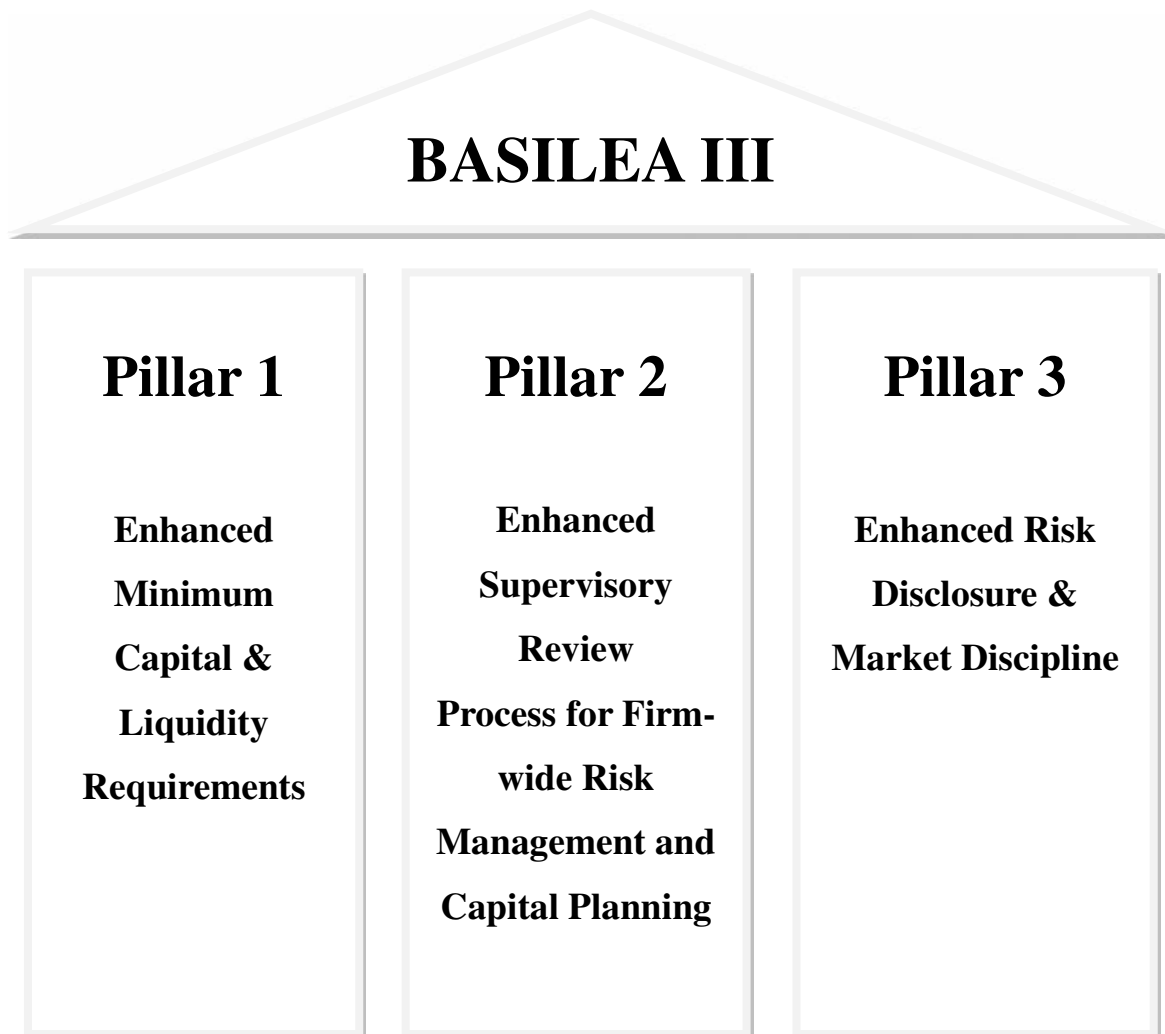 BASILEA III
Pillar 1
Enhanced
Minimum
Capital &
Liquidity
Requirements
Pillar 2
Enhanced
Supervisory
Review
Process for Firm-
wide Risk
Management and
Capital Planning
Pillar 3
Enhanced Risk
Disclosure &
Market Discipline